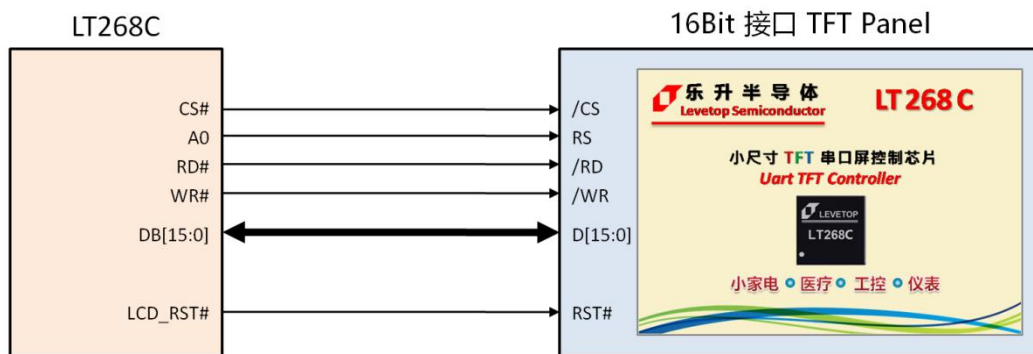 LT268C
16Bit 接口 TFT Panel
CS#
/CS
A0
RS
RD#
/RD
WR#
/WR
DB[15:0]
D[15:0]
LCD_RST#
RST#
乐升半导体
Levetop Semiconductor
LT268C
小尺寸 TFT 串口屏控制芯片
Uart TFT Controller
LEVETOP
LT268C
小家电 医疗 工控 仪表